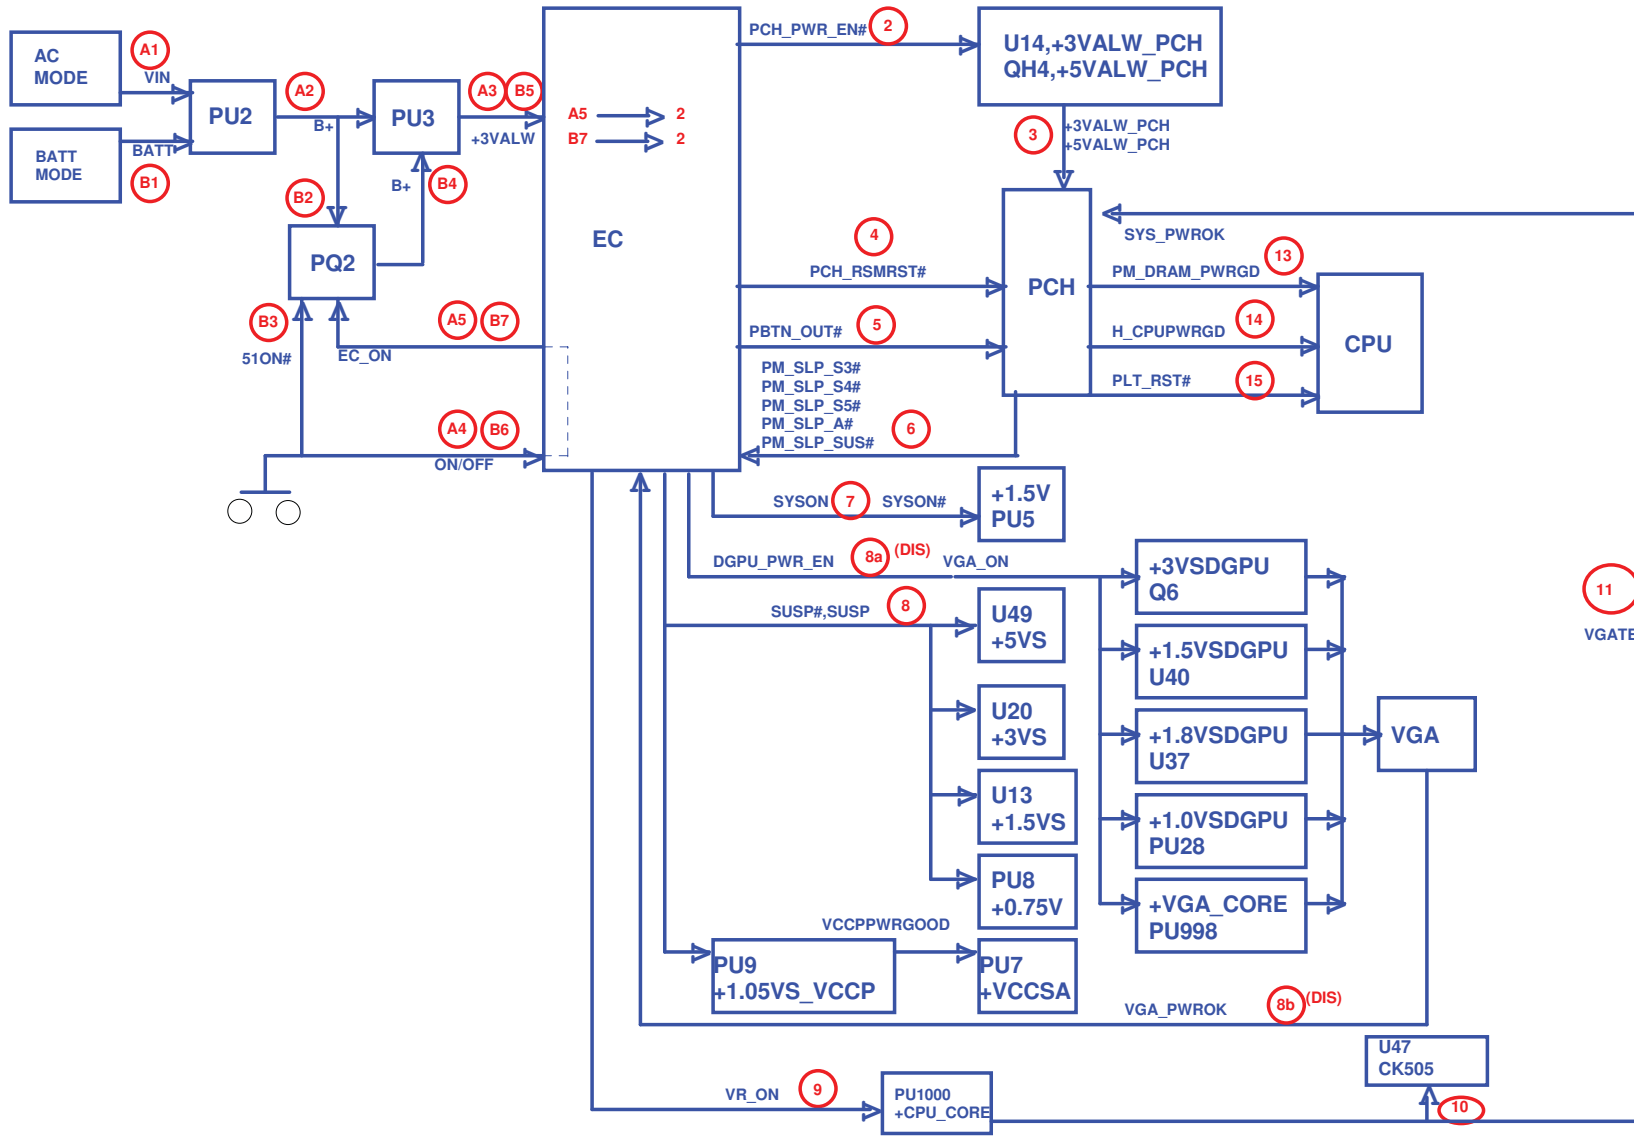 AC
MODE
A1
VIN
BATT
MODE
BATT
B1
PU2
A2
B+
PU3
A3
B5
+3VALW
B+
B4
B2
PQ2
B3
51ON#
EC_ON
A5
B7
A4
B6
ON/OFF
A5
2
B7
2
EC
PCH_PWR_EN#
2
U14,+3VALW_PCH
QH4,+5VALW_PCH
3
+3VALW_PCH
+5VALW_PCH
4
PCH_RSMRST#
PBTN_OUT#
5
PM_SLP_S3#
PM_SLP_S4#
PM_SLP_S5#
PM_SLP_A#
PM_SLP_SUS#
6
PCH
SYS_PWROK
PM_DRAM_PWRGD
13
H_CPUPWRGD
14
PLT_RST#
15
CPU
SYSON
7
SYSON#
+1.5V
PU5
DGPU_PWR_EN
8a
(DIS)
VGA_ON
SUSP#,SUSP
8
U49
+5VS
U20
+3VS
U13
+1.5VS
PU8
+0.75V
VCCPPWRGOOD
PU9
+1.05VS_VCCP
PU7
+VCCSA
+3VSDGPU
Q6
+1.5VSDGPU
U40
+1.8VSDGPU
U37
+1.0VSDGPU
PU28
+VGA_CORE
PU998
VGA
11
VGATE
VGA_PWROK
8b
(DIS)
U47
CK505
VR_ON
9
PU1000
+CPU_CORE
10